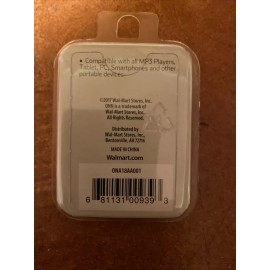 • Compatible with all MP3 Players,
Tablet, PC, Smartphones and other
portable devices.
©2017 Wal-Mart Stores, Inc.
ONN is a trademark of
Wal-Mart Stores, Inc.
All Rights Reserved.
Distributed by
Wal-Mart Stores, Inc.,
Bentonville, AR 72716
MADE IN CHINA
Walmart.com
ONA18AA001
6 81131 00939 3